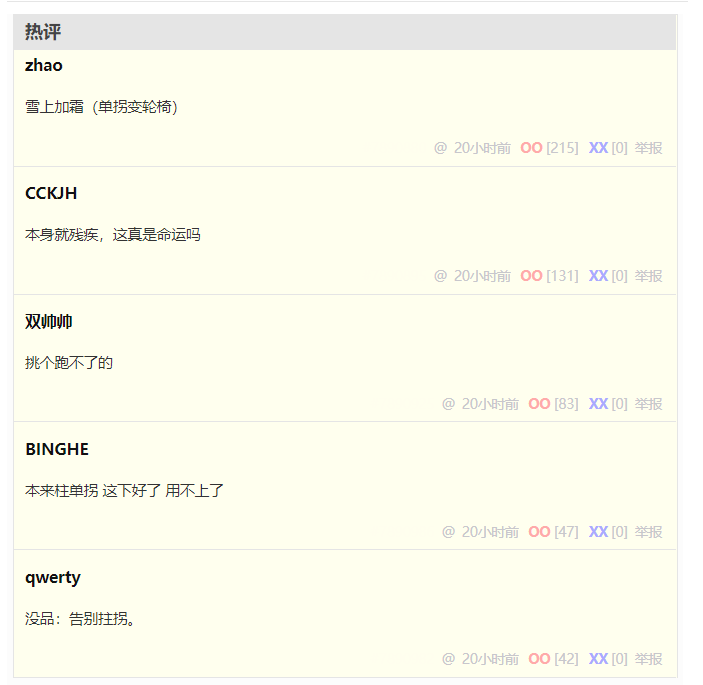 热评
zhao
雪上加霜（单拐变轮椅）
@ 20小时前 OO [215] XX [0] 举报
CCKJH
本身就残疾，这真是命运吗
@ 20小时前 OO [131] XX [0] 举报
双帅帅
挑个跑不了的
@ 20小时前 OO [83] XX [0] 举报
BINGHE
本来柱单拐 这下好了 用不上了
@ 20小时前 OO [47] XX [0] 举报
qwerty
没品：告别拄拐。
@ 20小时前 OO [42] XX [0] 举报